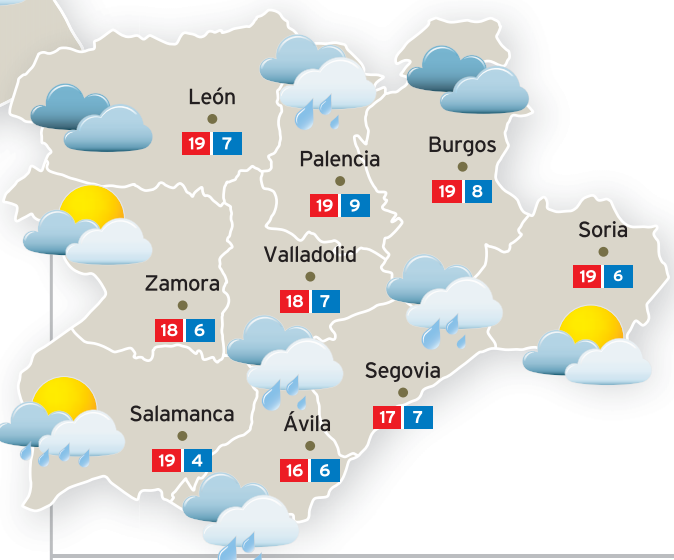 León
19 7
Palencia
19 9
Burgos
19 8
Soria
19 6
Valladolid
18 7
Zamora
18 6
Segovia
17 7
Salamanca
19 4
Ávila
16 6